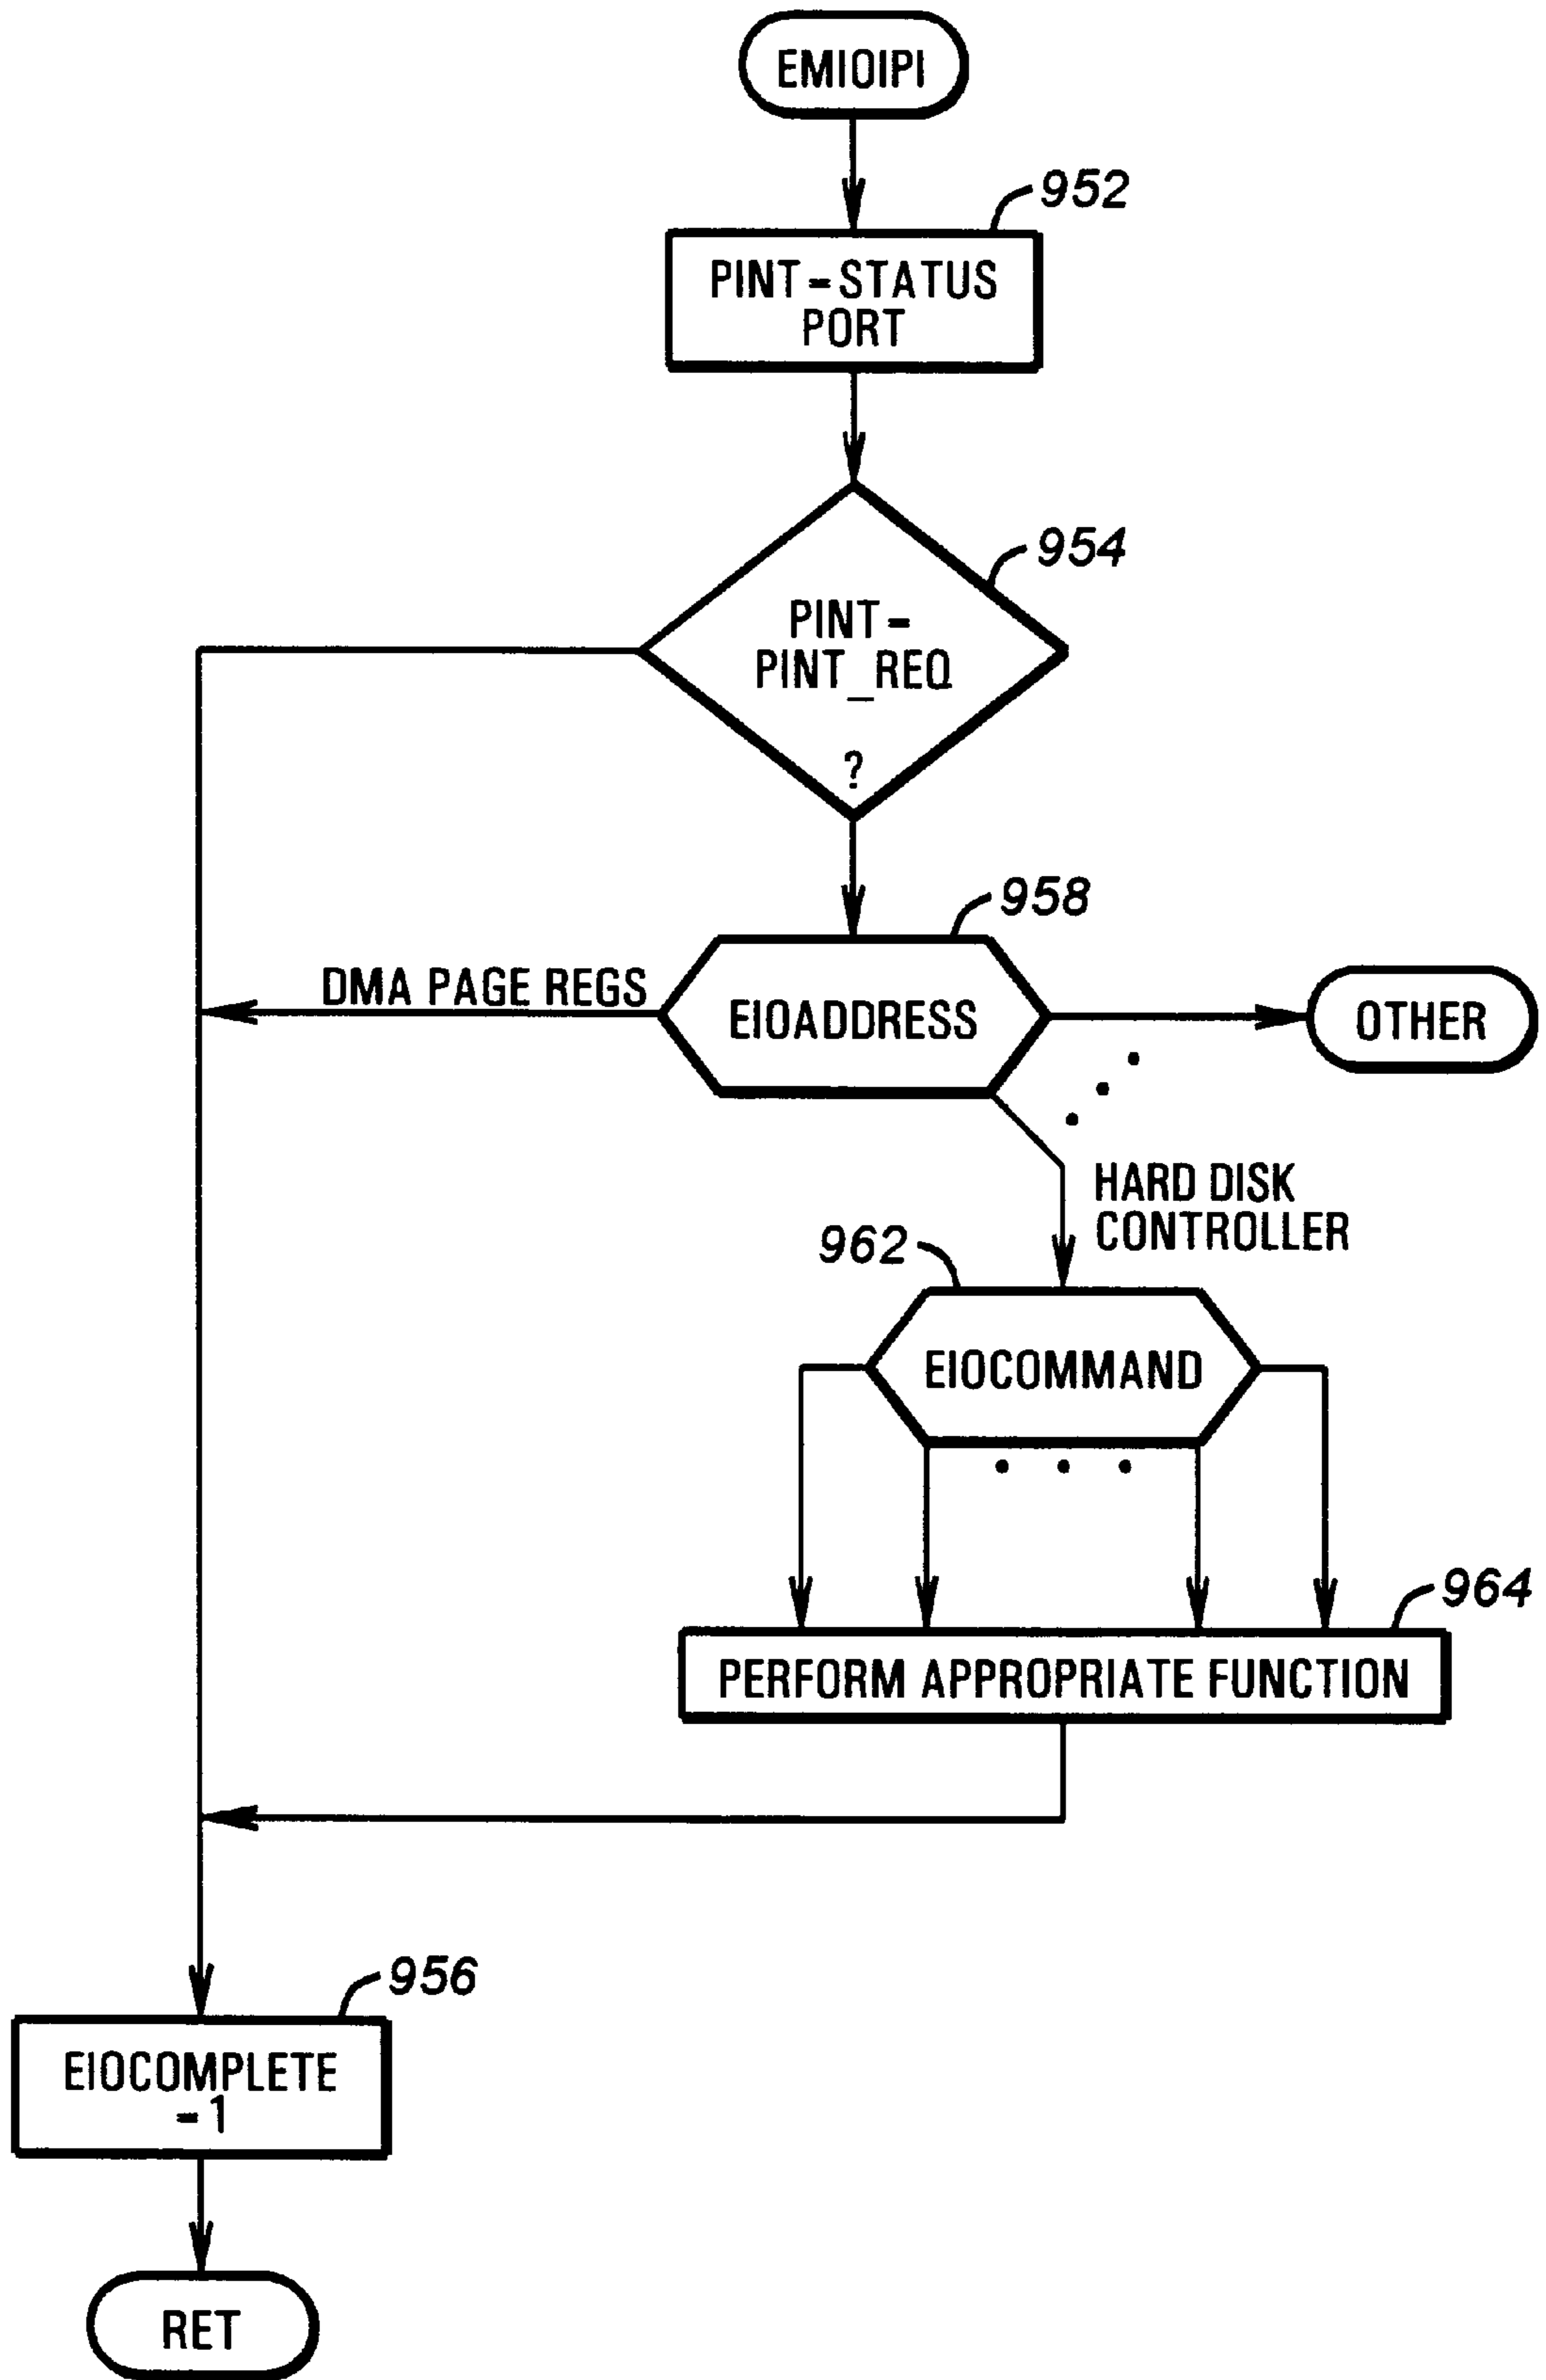 EMIOIPI
952
PINT=STATUS
PORT
954
PINT=
PINT_REQ
?
958
DMA PAGE REGS
EIOADDRESS
OTHER
HARD DISK
CONTROLLER
962
EIOCOMMAND
964
PERFORM APPROPRIATE FUNCTION
956
EIOCOMPLETE
=1
RET